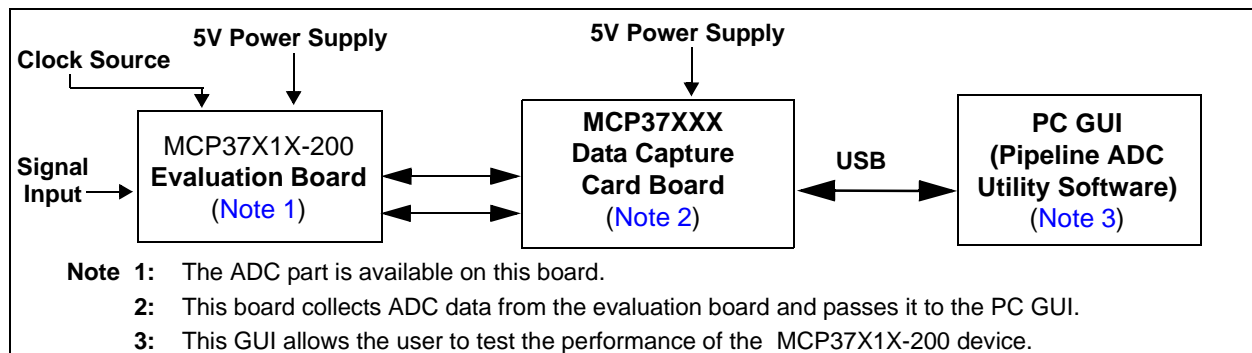 5V Power Supply
5V Power Supply
Clock Source
Signal
Input
MCP37X1X-200
Evaluation Board
(Note 1)
MCP37XXX
Data Capture
Card Board
(Note 2)
USB
PC GUI
(Pipeline ADC
Utility Software)
(Note 3)
Note 1: The ADC part is available on this board.
2: This board collects ADC data from the evaluation board and passes it to the PC GUI.
3: This GUI allows the user to test the performance of the MCP37X1X-200 device.